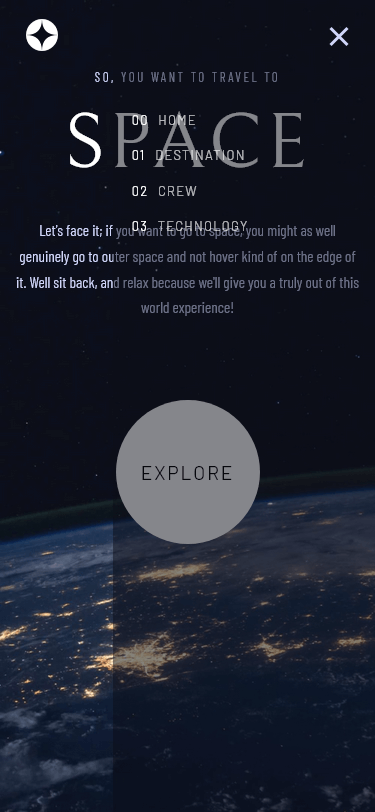 SO, YOU WANT TO TRAVEL TO
SPACE
00 HOME
01 DESTINATION
02 CREW
03 TECHNOLOGY
Let's face it; if you want to go to space, you might as well
genuinely go to outer space and not hover kind of on the edge of
it. Well sit back, and relax because we'll give you a truly out of this
world experience!
EXPLORE